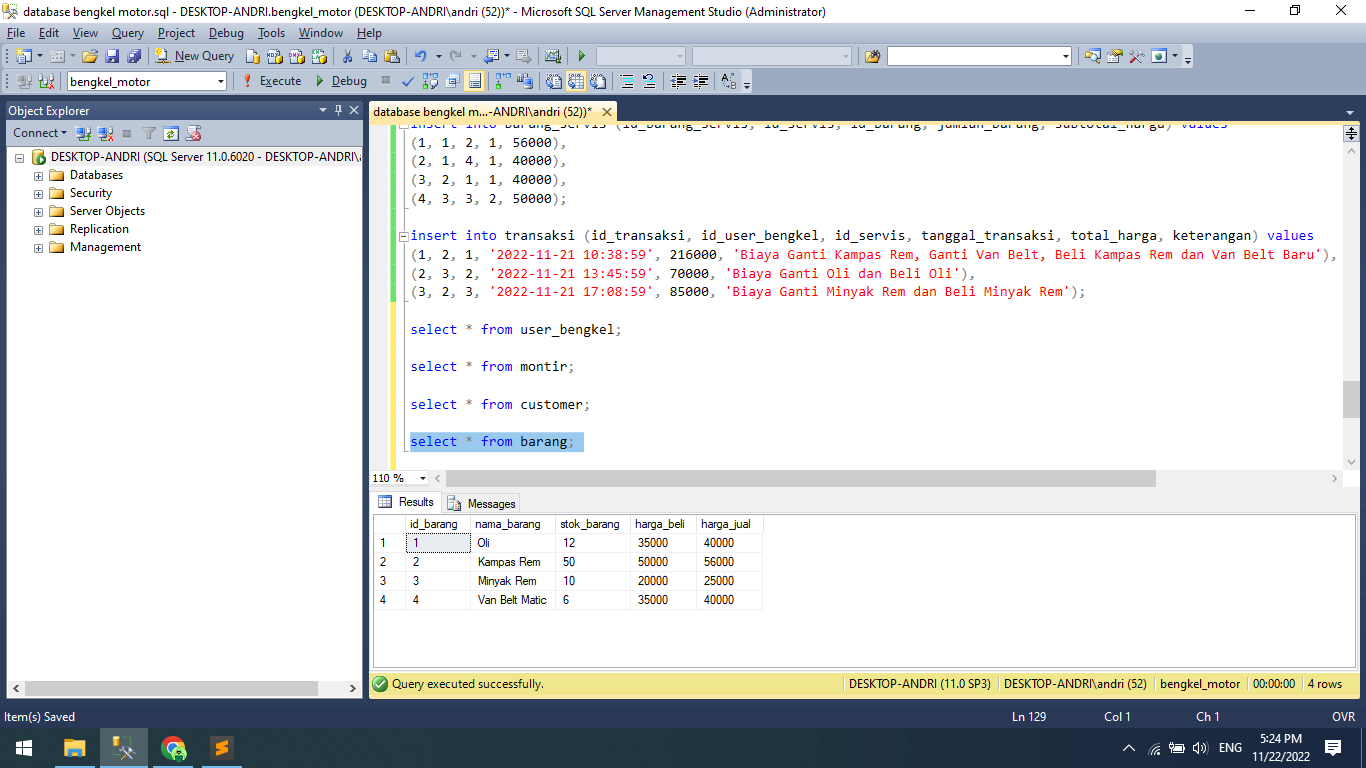 database bengkel motor.sql - DESKTOP-ANDRI.bengkel_motor (DESKTOP-ANDRI\andri (52))* - Microsoft SQL Server Management Studio (Administrator)
File Edit View Query Project Debug Tools Window Help
New Query
bengkel_motor Execute Debug
Object Explorer
Connect
DESKTOP-ANDRI (SQL Server 11.0.6020 - DESKTOP-ANDRI\
Databases
Security
Server Objects
Replication
Management
database bengkel m...-ANDRI\andri (52))*
insert into barang_servis (id_barang_servis, id_servis, id_barang, jumlah_barang, subtotal_harga) values
(1, 1, 2, 1, 56000),
(2, 1, 4, 1, 40000),
(3, 2, 1, 1, 40000),
(4, 3, 3, 2, 50000);
insert into transaksi (id_transaksi, id_user_bengkel, id_servis, tanggal_transaksi, total_harga, keterangan) values
(1, 2, 1, '2022-11-21 10:38:59', 216000, 'Biaya Ganti Kampas Rem, Ganti Van Belt, Beli Kampas Rem dan Van Belt Baru'),
(2, 3, 2, '2022-11-21 13:45:59', 70000, 'Biaya Ganti Oli dan Beli Oli'),
(3, 2, 3, '2022-11-21 17:08:59', 85000, 'Biaya Ganti Minyak Rem dan Beli Minyak Rem');
select * from user_bengkel;
select * from montir;
select * from customer;
select * from barang;
110 %
Results Messages
id_barang nama_barang stok_barang harga_beli harga_jual
1 1 Oli 12 35000 40000
2 2 Kampas Rem 50 50000 56000
3 3 Minyak Rem 10 20000 25000
4 4 Van Belt Matic 6 35000 40000
Query executed successfully. DESKTOP-ANDRI (11.0 SP3) DESKTOP-ANDRI\andri (52) bengkel_motor 00:00:00 4 rows
Item(s) Saved Ln 129 Col 1 Ch 1 OVR
ENG 5:24 PM
11/22/2022